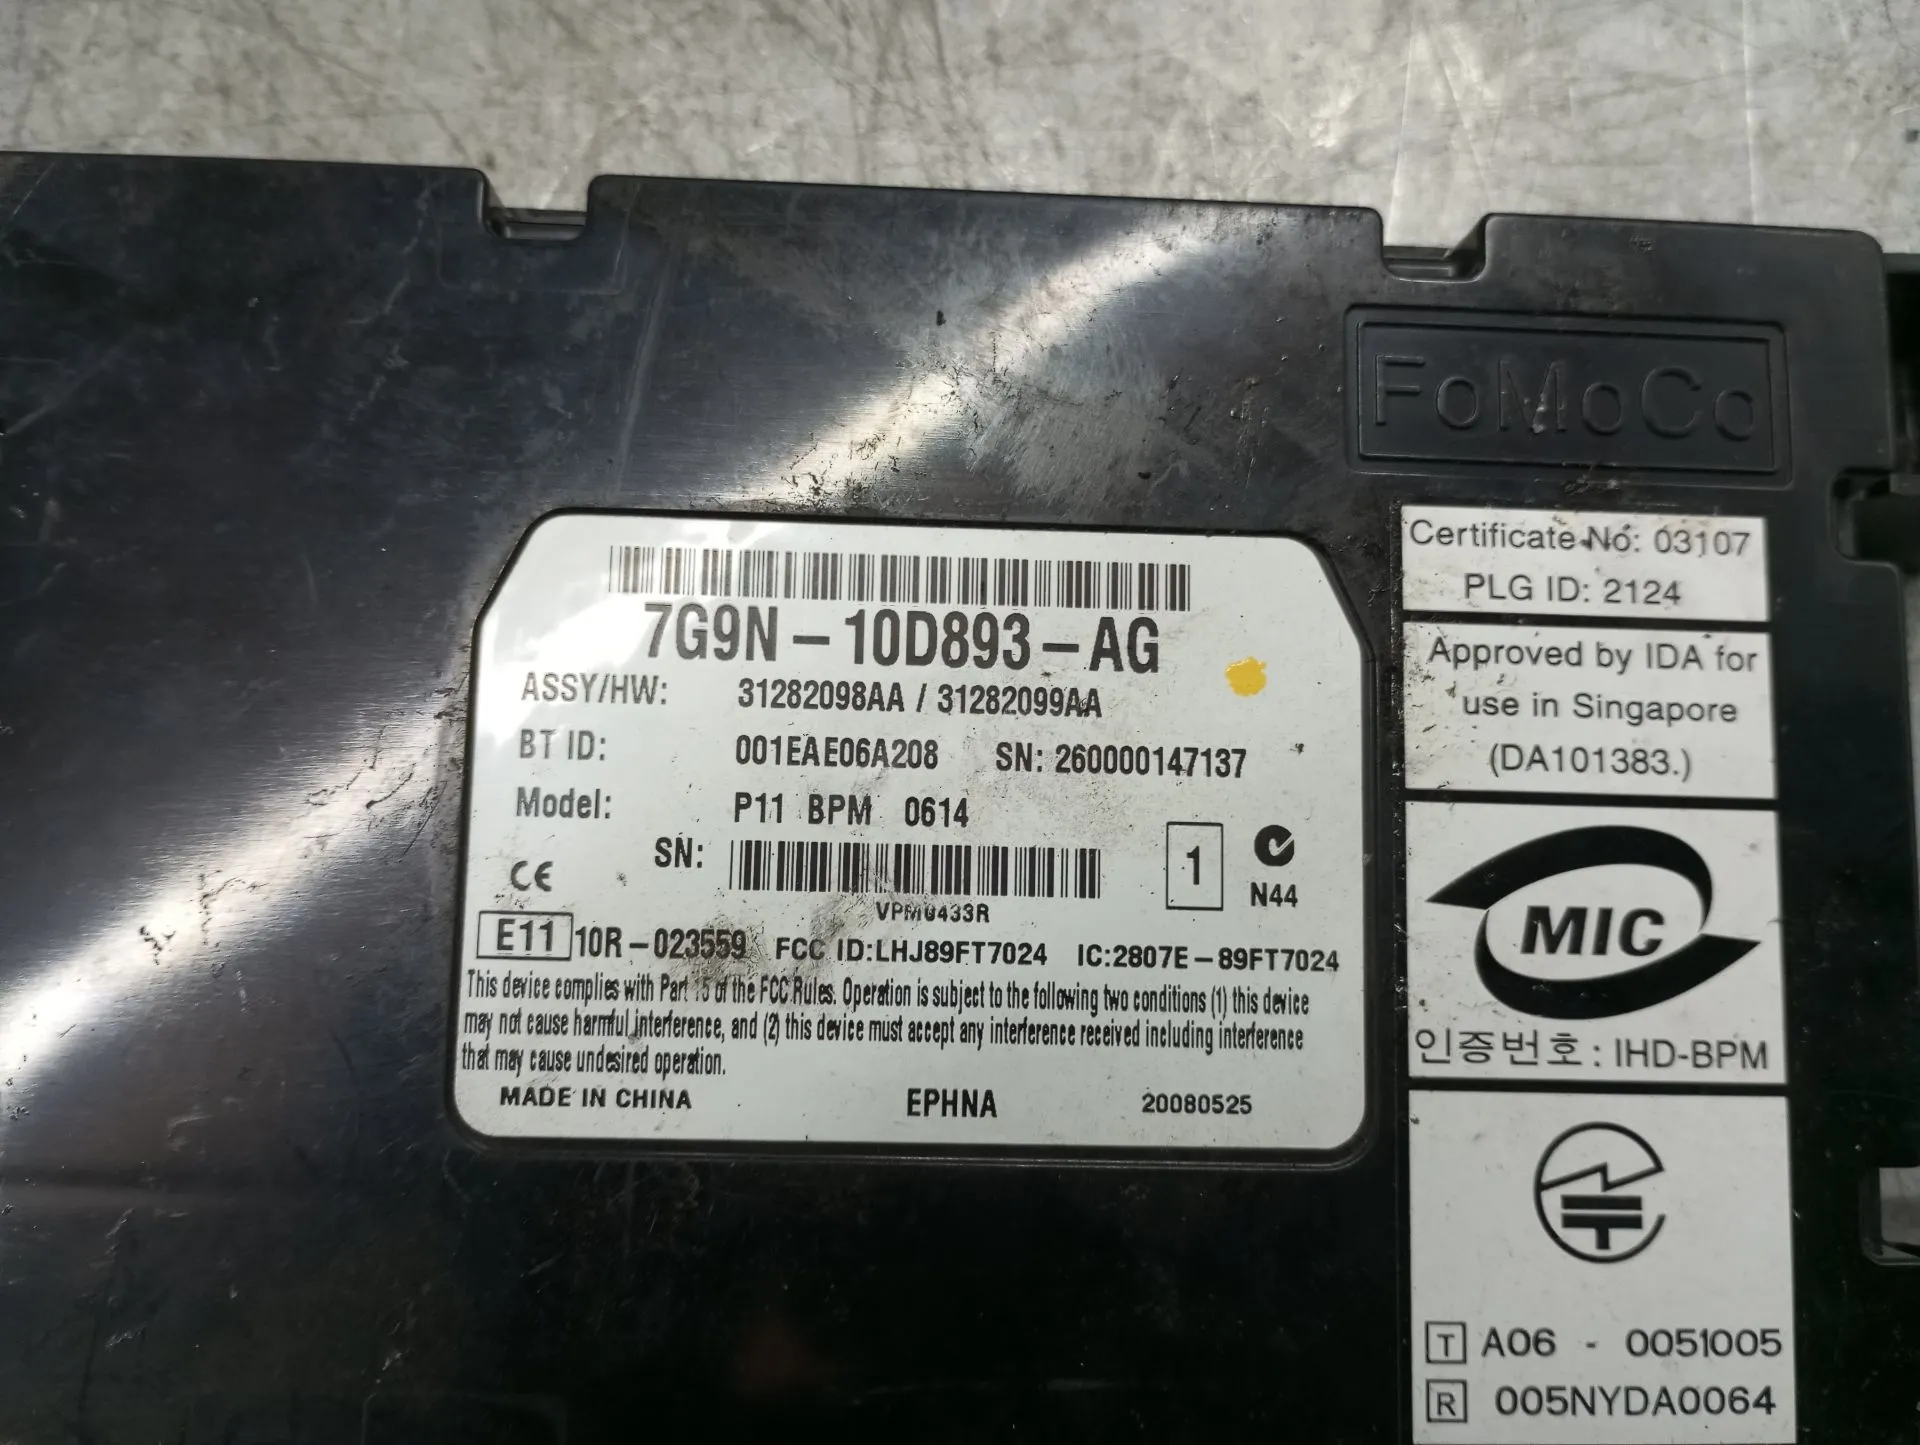 FoMoCo
7G9N-10D893-AG
ASSY/HW: 31282098AA / 31282099AA
BT ID: 001EAE06A208 SN: 260000147137
Model: P11 BPM 0614
SN:
1
N44
VPM0433R
CE
E11 10R-023559 FCC ID:LHJ89FT7024 IC:2807E-89FT7024
This device complies with Part 15 of the FCC Rules. Operation is subject to the following two conditions (1) this device
may not cause harmful interference, and (2) this device must accept any interference received including interference
that may cause undesired operation.
MADE IN CHINA EPHNA 20080525
Certificate No: 03107
PLG ID: 2124
Approved by IDA for
use in Singapore
(DA101383.)
MIC
인증번호: IHD-BPM
T A06 - 0051005
R 005NYDA0064